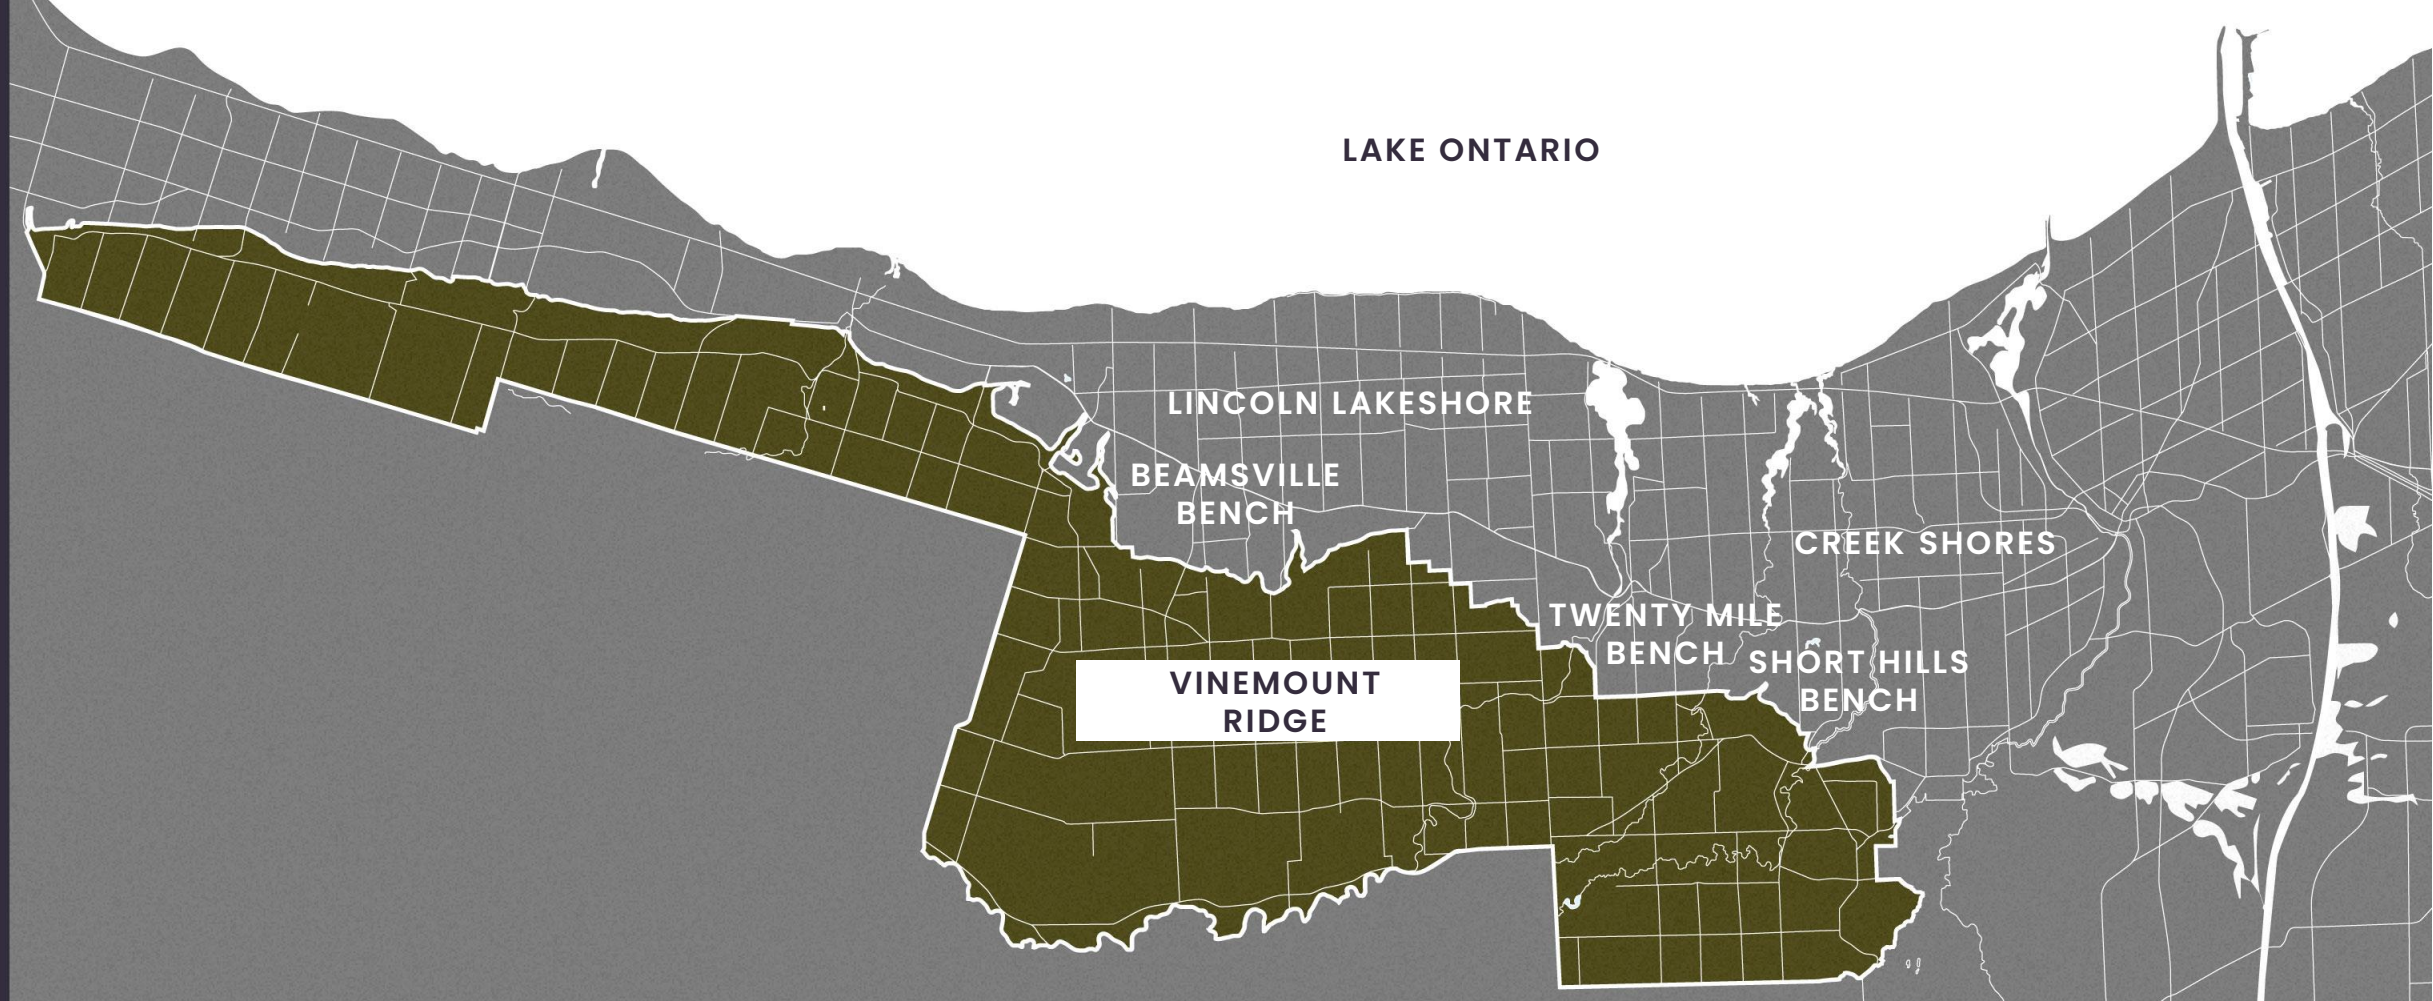 LAKE ONTARIO
LINCOLN LAKESHORE
BEAMSVILLE
BENCH
CREEK SHORES
TWENTY MILE
BENCH
SHORT HILLS
BENCH
VINEMOUNT
RIDGE